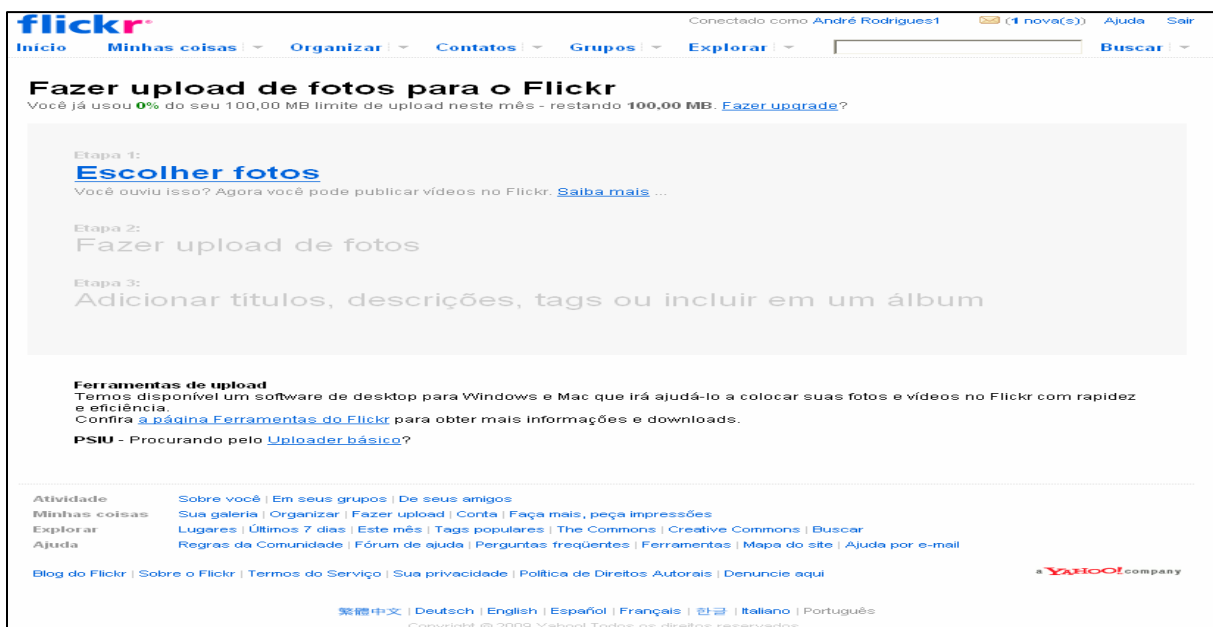 flickr
Conectado como André Rodrigues1 (1 nova(s)) Ajuda Sair
Início Minhas coisas Organizar Contatos Grupos Explorar Buscar
Fazer upload de fotos para o Flickr
Você já usou 0% do seu 100,00 MB limite de upload neste mês - restando 100,00 MB. Fazer upgrade?
Etapa 1:
Escolher fotos
Você ouviu isso? Agora você pode publicar vídeos no Flickr. Saiba mais ...
Etapa 2:
Fazer upload de fotos
Etapa 3:
Adicionar títulos, descrições, tags ou incluir em um álbum
Ferramentas de upload
Temos disponível um software de desktop para Windows e Mac que irá ajudá-lo a colocar suas fotos e vídeos no Flickr com rapidez
e eficiência.
Confira a página Ferramentas do Flickr para obter mais informações e downloads.
PSIU - Procurando pelo Uploader básico?
Atividade Sobre você | Em seus grupos | De seus amigos
Minhas coisas Sua galeria | Organizar | Fazer upload | Conta | Faça mais, peça impressões
Explorar Lugares | Últimos 7 dias | Este mês | Tags populares | The Commons | Creative Commons | Buscar
Ajuda Regras da Comunidade | Fórum de ajuda | Perguntas freqüentes | Ferramentas | Mapa do site | Ajuda por e-mail
Blog do Flickr | Sobre o Flickr | Termos do Serviço | Sua privacidade | Política de Direitos Autorais | Denuncie aqui
a YAHOO! company
繁體中文 | Deutsch | English | Español | Français | 한글 | Italiano | Português
Copyright © 2009 Yahoo! Todos os direitos reservados.